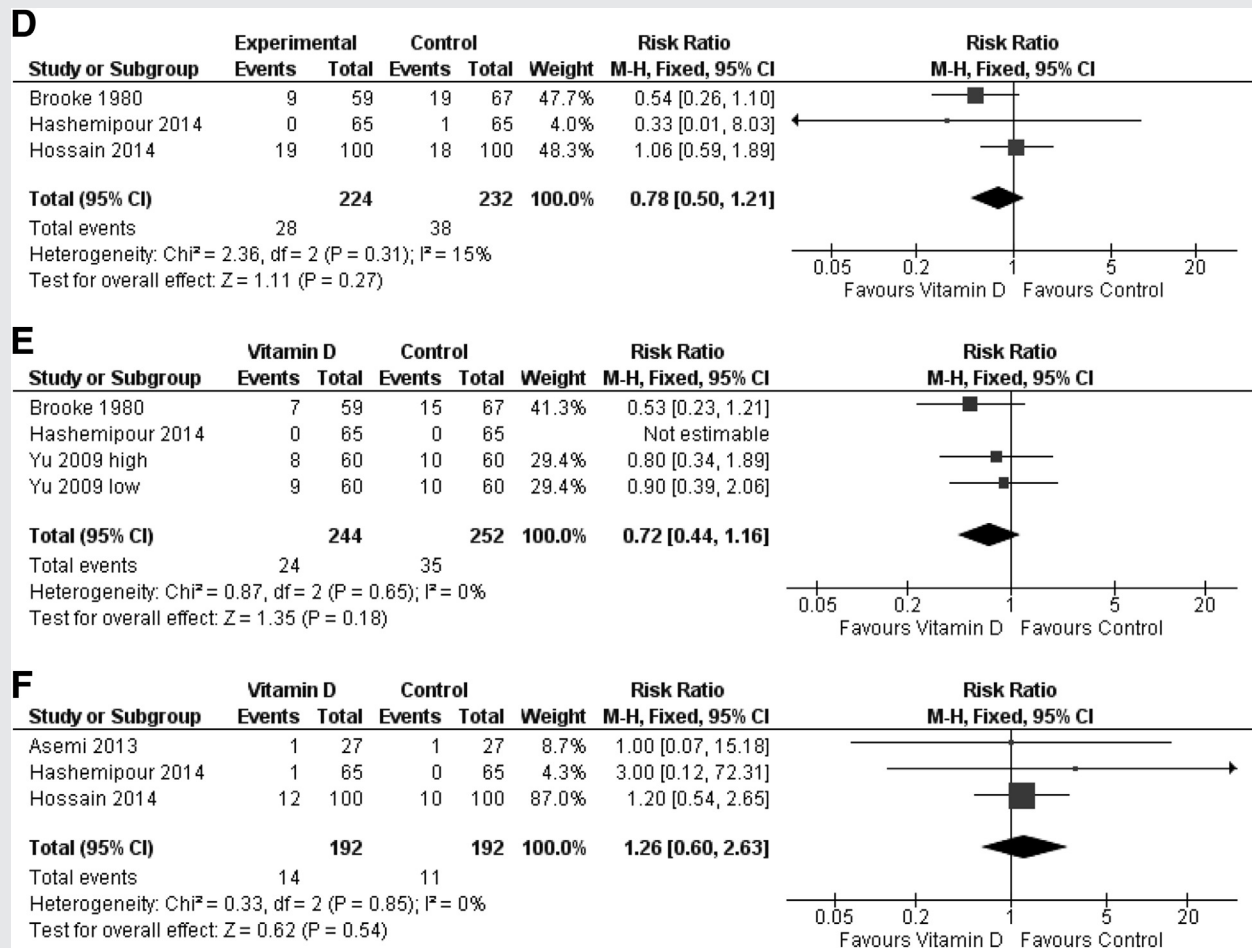 D
Experimental Control Risk Ratio Risk Ratio
Study or Subgroup Events Total Events Total Weight M-H, Fixed, 95% CI M-H, Fixed, 95% CI
Brooke 1980 9 59 19 67 47.7% 0.54 [0.26, 1.10]
Hashemipour 2014 0 65 1 65 4.0% 0.33 [0.01, 8.03]
Hossain 2014 19 100 18 100 48.3% 1.06 [0.59, 1.89]
Total (95% CI) 224 232 100.0% 0.78 [0.50, 1.21]
Total events 28 38
Heterogeneity: Chi² = 2.36, df = 2 (P = 0.31); I² = 15%
Test for overall effect: Z = 1.11 (P = 0.27)
0.05 0.2 1 5 20
Favours Vitamin D Favours Control
E
Vitamin D Control Risk Ratio Risk Ratio
Study or Subgroup Events Total Events Total Weight M-H, Fixed, 95% CI M-H, Fixed, 95% CI
Brooke 1980 7 59 15 67 41.3% 0.53 [0.23, 1.21]
Hashemipour 2014 0 65 0 65 Not estimable
Yu 2009 high 8 60 10 60 29.4% 0.80 [0.34, 1.89]
Yu 2009 low 9 60 10 60 29.4% 0.90 [0.39, 2.06]
Total (95% CI) 244 252 100.0% 0.72 [0.44, 1.16]
Total events 24 35
Heterogeneity: Chi² = 0.87, df = 2 (P = 0.65); I² = 0%
Test for overall effect: Z = 1.35 (P = 0.18)
0.05 0.2 1 5 20
Favours Vitamin D Favours Control
F
Vitamin D Control Risk Ratio Risk Ratio
Study or Subgroup Events Total Events Total Weight M-H, Fixed, 95% CI M-H, Fixed, 95% CI
Asemi 2013 1 27 1 27 8.7% 1.00 [0.07, 15.18]
Hashemipour 2014 1 65 0 65 4.3% 3.00 [0.12, 72.31]
Hossain 2014 12 100 10 100 87.0% 1.20 [0.54, 2.65]
Total (95% CI) 192 192 100.0% 1.26 [0.60, 2.63]
Total events 14 11
Heterogeneity: Chi² = 0.33, df = 2 (P = 0.85); I² = 0%
Test for overall effect: Z = 0.62 (P = 0.54)
0.05 0.2 1 5 20
Favours Vitamin D Favours Control